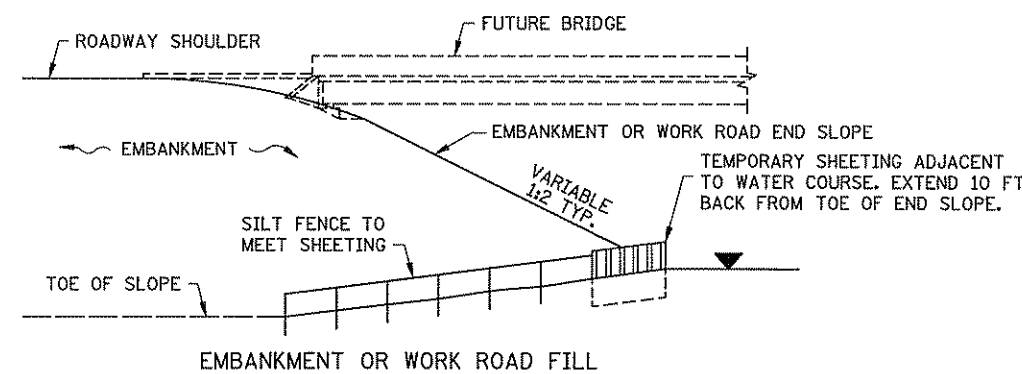 FUTURE BRIDGE
ROADWAY SHOULDER
EMBANKMENT OR WORK ROAD END SLOPE
EMBANKMENT
TEMPORARY SHEETING ADJACENT
TO WATER COURSE. EXTEND 10 FT
BACK FROM TOE OF END SLOPE.
VARIABLE
1:2 TYP.
SILT FENCE TO
MEET SHEETING
TOE OF SLOPE
EMBANKMENT OR WORK ROAD FILL